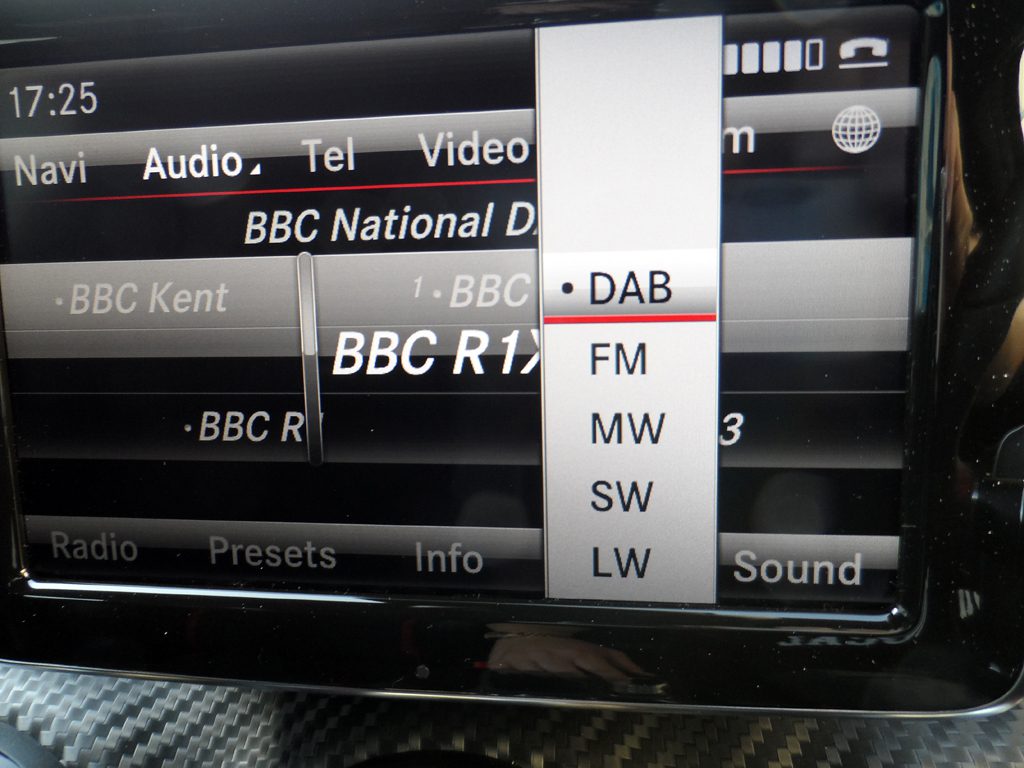 17:25
Navi Audio Tel Video m
BBC National D
·BBC Kent 1·BBC • DAB
BBC R1X FM
·BBC R 3 MW
SW
LW
Radio Presets Info Sound